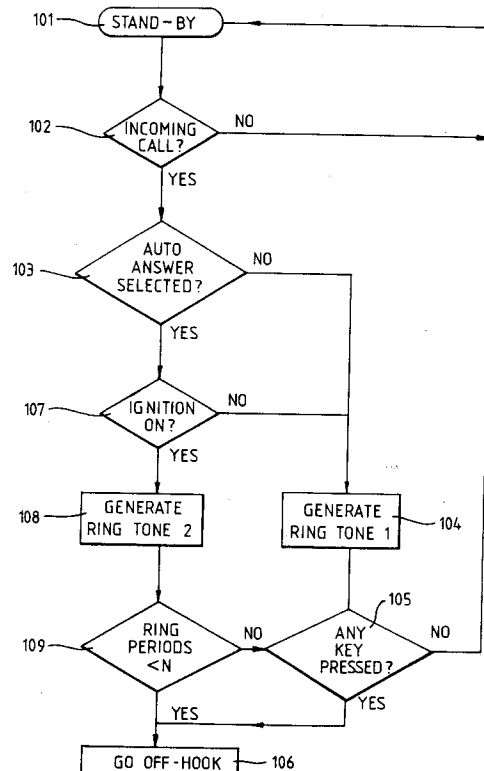 101
STAND-BY
102
INCOMING
CALL?
NO
YES
103
AUTO
ANSWER
SELECTED?
NO
YES
107
IGNITION
ON?
NO
YES
108
GENERATE
RING TONE 2
GENERATE
RING TONE 1
104
109
RING
PERIODS
<N
NO
YES
105
ANY
KEY
PRESSED?
NO
YES
GO OFF-HOOK
106